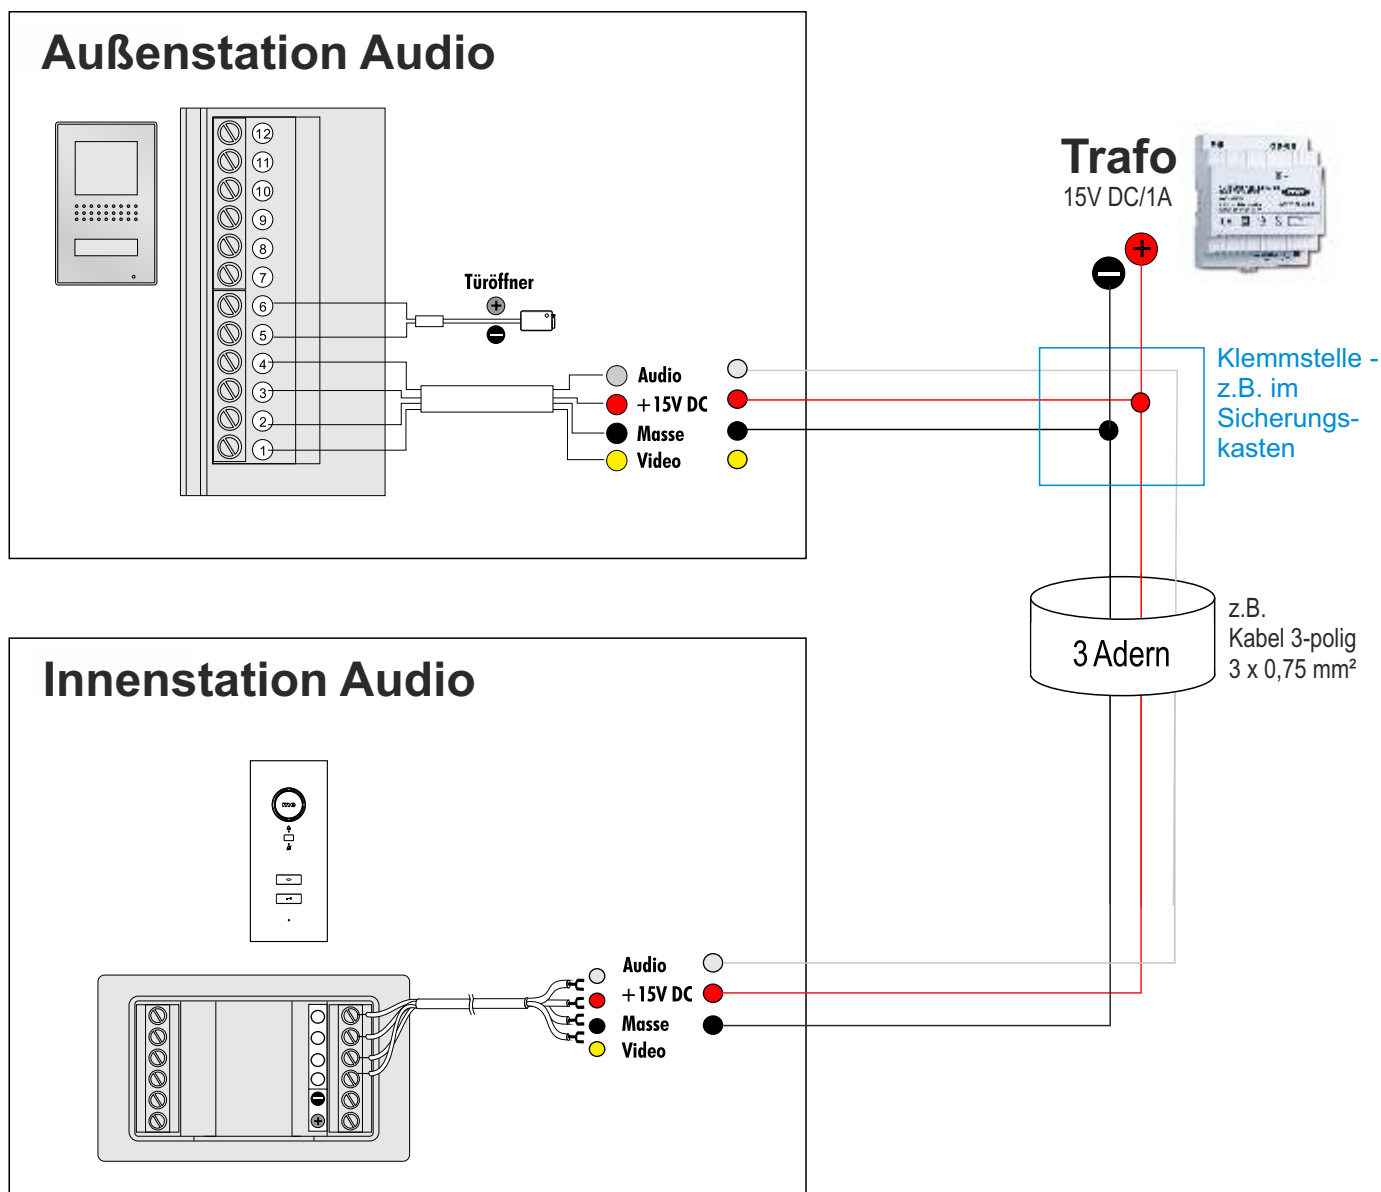 Außenstation Audio
12
11
10
9
8
7
6
5
4
3
2
1
Türöffner
Audio
+15V DC
Masse
Video
Trafo
15V DC/1A
Klemmstelle -
z.B. im
Sicherungs-
kasten
3 Adern
z.B.
Kabel 3-polig
3 x 0,75 mm²
Innenstation Audio
me
Audio
+15V DC
Masse
Video